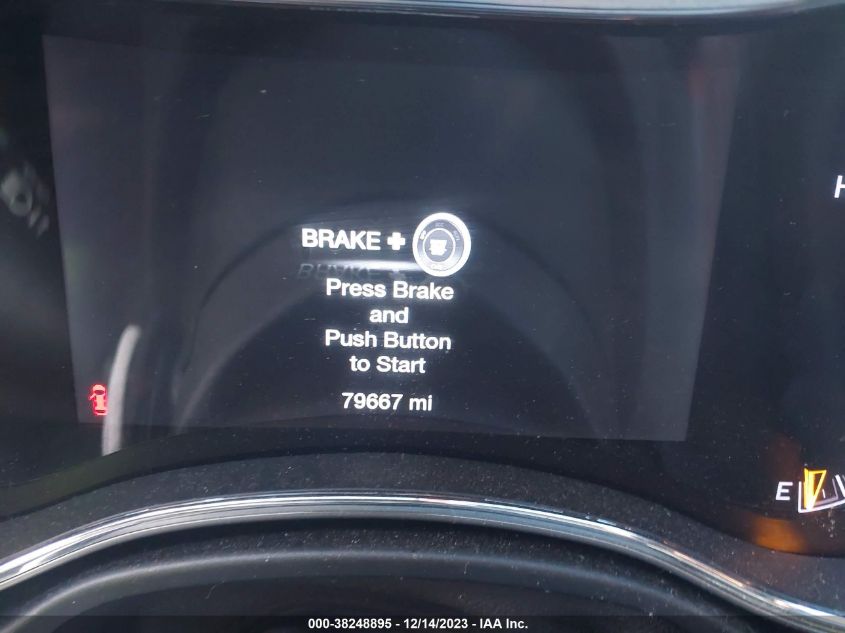 H
BRAKE +
Press Brake
and
Push Button
to Start
79667 mi
E
000-38248895 - 12/14/2023 - IAA Inc.